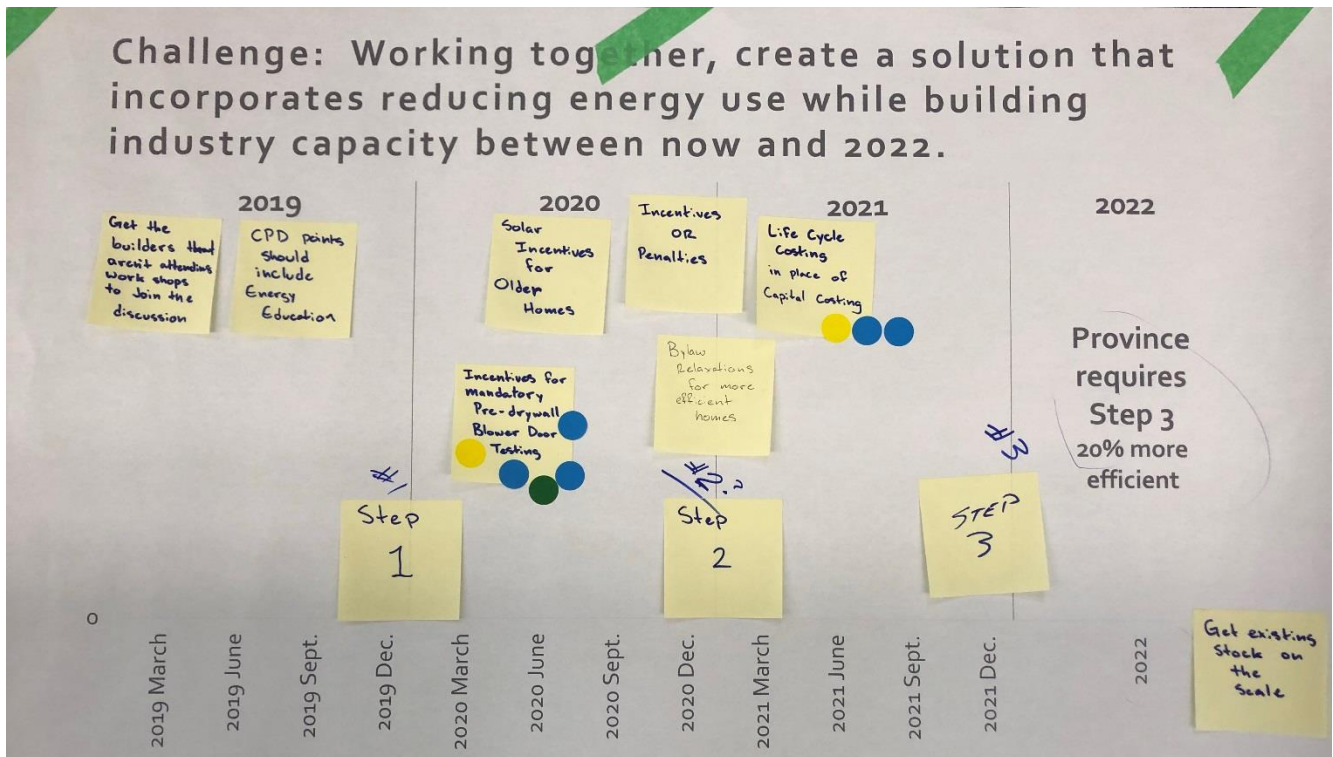 Challenge: Working together, create a solution that
incorporates reducing energy use while building
industry capacity between now and 2022.
2019
2020
2021
2022
Get the
builders that
aren't attending
work shops
to Join the
discussion
CPD points
should
include
Energy
Education
Solar
Incentives
for
Older
Homes
Incentives
OR
Penalties
Life Cycle
Costing
in place of
Capital Costing
Incentives for
mandatory
Pre-drywall
Blower Door
Testing
Bylaw
Relaxations
for more
efficient
homes
Province
requires
Step 3
20% more
efficient
#1
Step
1
#2
Step
2
#3
STEP
3
0
2019 March
2019 June
2019 Sept.
2019 Dec.
2020 March
2020 June
2020 Sept.
2020 Dec.
2021 March
2021 June
2021 Sept.
2021 Dec.
2022
Get existing
Stock on
the
Scale